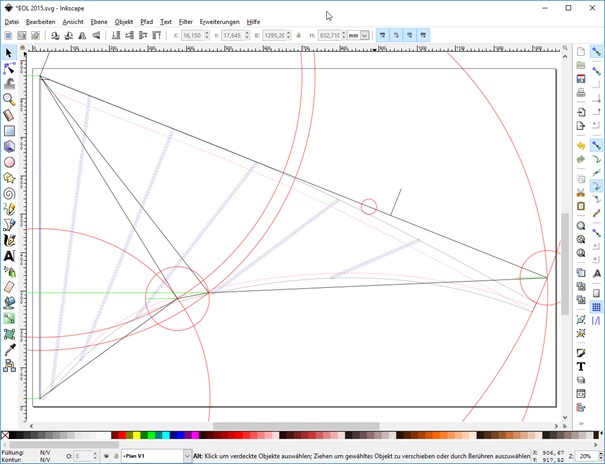 *EOL 2015.svg - Inkscape
Datei Bearbeiten Ansicht Ebene Objekt Pfad Text Filter Erweiterungen Hilfe
X: 16,150 Y: 17,645 B: 1295,20 H: 832,710 mm
Füllung: N/V O: 0 -Plan V1 Alt: Klick um verdeckte Objekte auszuwählen; Ziehen um gewähltes Objekt zu verschieben oder durch Berühren auszuwählen X: 906,67 Z: 20%
Kontur: N/V Y: 917,52